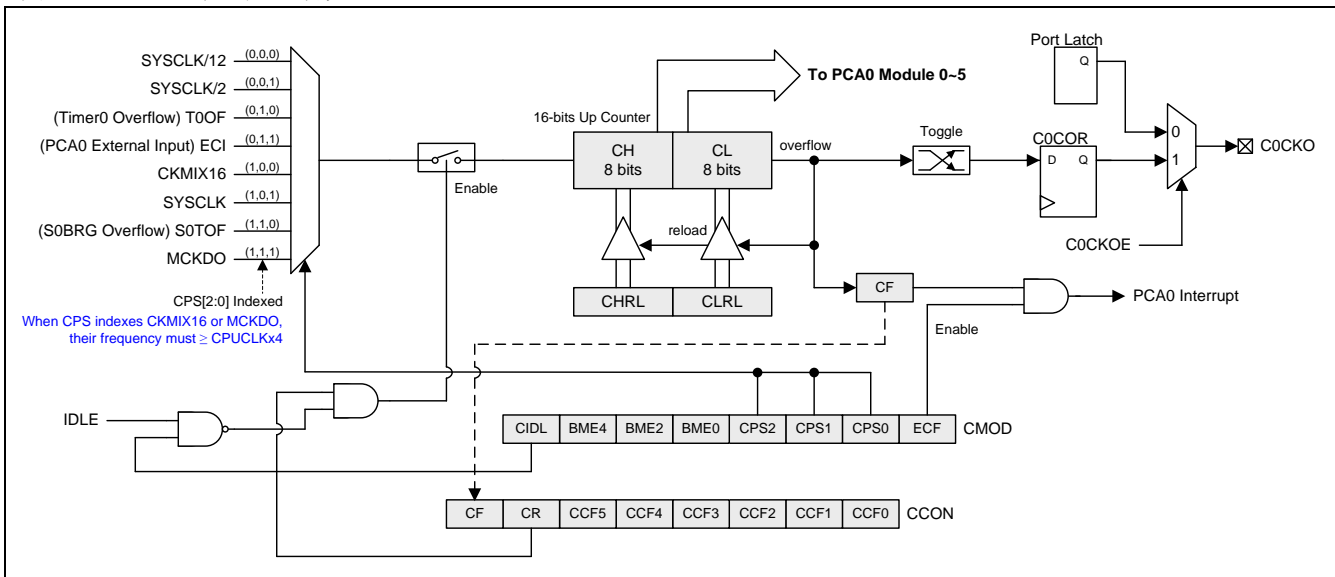 SYSCLK/12 (0,0,0)
SYSCLK/2 (0,0,1)
(Timer0 Overflow) T0OF (0,1,0)
(PCA0 External Input) ECI (0,1,1)
CKMIX16 (1,0,0)
SYSCLK (1,0,1)
(S0BRG Overflow) S0TOF (1,1,0)
MCKDO (1,1,1)
CPS[2:0] Indexed
When CPS indexes CKMIX16 or MCKDO,
their frequency must ≥ CPUCLKx4
Enable
To PCA0 Module 0~5
16-bits Up Counter
CH
8 bits
CL
8 bits
overflow
reload
CHRL CLRL
Toggle
Port Latch
Q
C0COR
D Q
0
1
C0CKO
C0CKOE
CF
PCA0 Interrupt
Enable
IDLE
CIDL BME4 BME2 BME0 CPS2 CPS1 CPS0 ECF CMOD
CF CR CCF5 CCF4 CCF3 CCF2 CCF1 CCF0 CCON